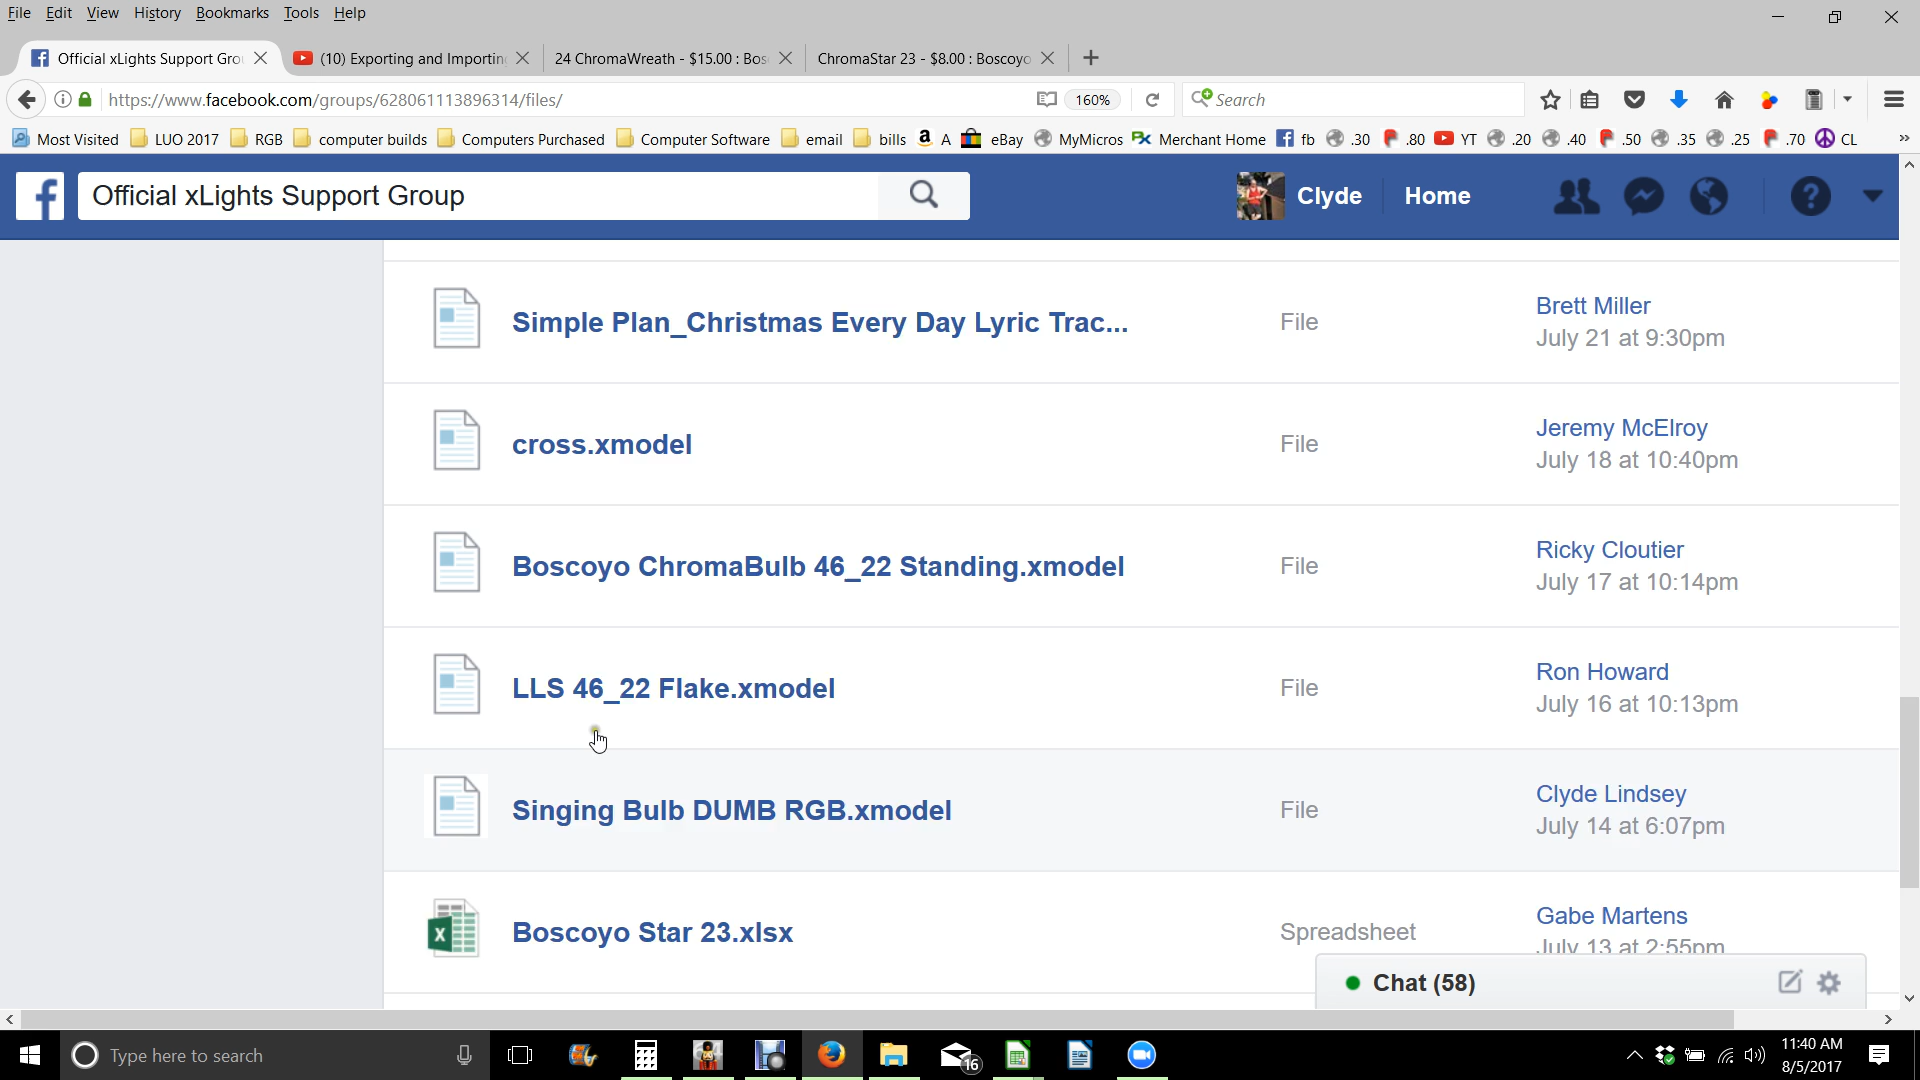 File Edit View History Bookmarks Tools Help
Official xLights Support Gro
(10) Exporting and Importin
24 ChromaWreath - $15.00 : Bos
ChromaStar 23 - $8.00 : Boscoyo
https://www.facebook.com/groups/628061113896314/files/
160%
Search
Most Visited LUO 2017 RGB computer builds Computers Purchased Computer Software email bills A eBay MyMicros Merchant Home fb .30 .80 YT .20 .40 .50 .35 .25 .70 CL
Official xLights Support Group
Clyde Home
Simple Plan_Christmas Every Day Lyric Trac...
File
Brett Miller
July 21 at 9:30pm
cross.xmodel
File
Jeremy McElroy
July 18 at 10:40pm
Boscoyo ChromaBulb 46_22 Standing.xmodel
File
Ricky Cloutier
July 17 at 10:14pm
LLS 46_22 Flake.xmodel
File
Ron Howard
July 16 at 10:13pm
Singing Bulb DUMB RGB.xmodel
File
Clyde Lindsey
July 14 at 6:07pm
Boscoyo Star 23.xlsx
Spreadsheet
Gabe Martens
July 13 at 2:55pm
Chat (58)
Type here to search
16
11:40 AM
8/5/2017